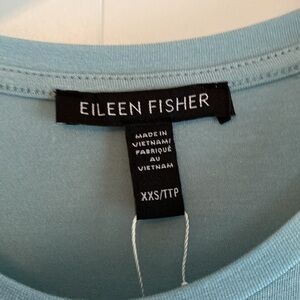 EILEEN FISHER
MADE IN
VIETNAM/
FABRIQUÉ
AU
VIETNAM
XXS/TTP